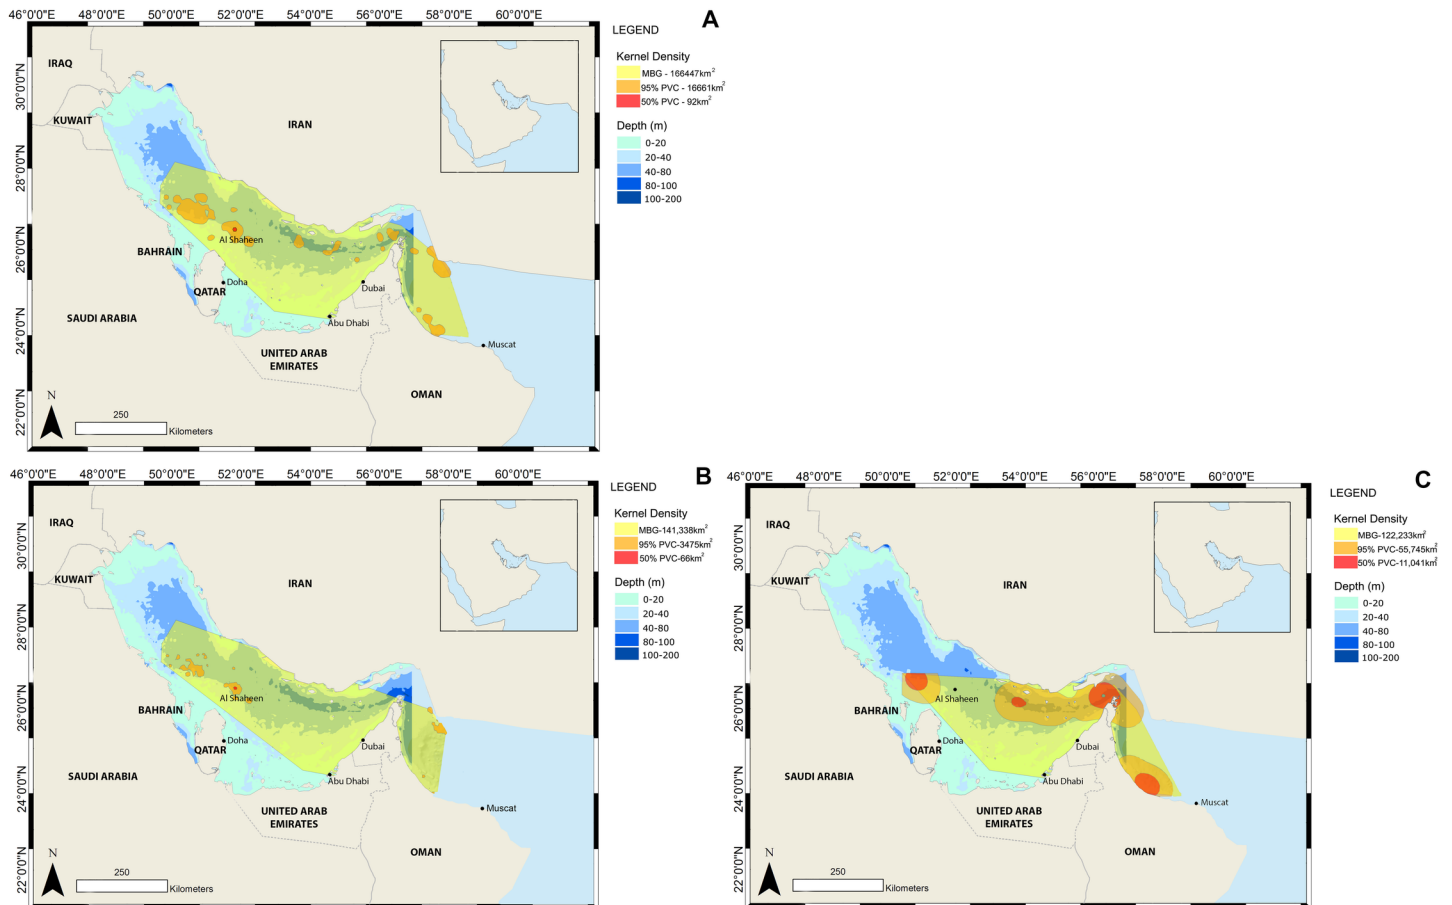 46°0'0"E 48°0'0"E 50°0'0"E 52°0'0"E 54°0'0"E 56°0'0"E 58°0'0"E 60°0'0"E
A
LEGEND
Kernel Density
MBG - 166447km²
95% PVC - 16661km²
50% PVC - 92km²
Depth (m)
0-20
20-40
40-80
80-100
100-200
30°0'0"N
28°0'0"N
26°0'0"N
24°0'0"N
22°0'0"N
IRAQ
KUWAIT
IRAN
BAHRAIN
Al Shaheen
Doha
QATAR
Dubai
SAUDI ARABIA
Abu Dhabi
UNITED ARAB
EMIRATES
Muscat
OMAN
N
250
Kilometers
46°0'0"E 48°0'0"E 50°0'0"E 52°0'0"E 54°0'0"E 56°0'0"E 58°0'0"E 60°0'0"E
B
LEGEND
Kernel Density
MBG-141,338km²
95% PVC-3475km²
50% PVC-66km²
Depth (m)
0-20
20-40
40-80
80-100
100-200
30°0'0"N
28°0'0"N
26°0'0"N
24°0'0"N
22°0'0"N
IRAQ
KUWAIT
IRAN
BAHRAIN
Al Shaheen
Doha
QATAR
Dubai
SAUDI ARABIA
Abu Dhabi
UNITED ARAB
EMIRATES
Muscat
OMAN
N
250
Kilometers
46°0'0"E 48°0'0"E 50°0'0"E 52°0'0"E 54°0'0"E 56°0'0"E 58°0'0"E 60°0'0"E
C
LEGEND
Kernel Density
MBG-122,233km²
95% PVC-55,745km²
50% PVC-11,041km²
Depth (m)
0-20
20-40
40-80
80-100
100-200
30°0'0"N
28°0'0"N
26°0'0"N
24°0'0"N
22°0'0"N
IRAQ
KUWAIT
IRAN
BAHRAIN
Al Shaheen
Doha
QATAR
Dubai
SAUDI ARABIA
Abu Dhabi
UNITED ARAB
EMIRATES
Muscat
OMAN
N
250
Kilometers